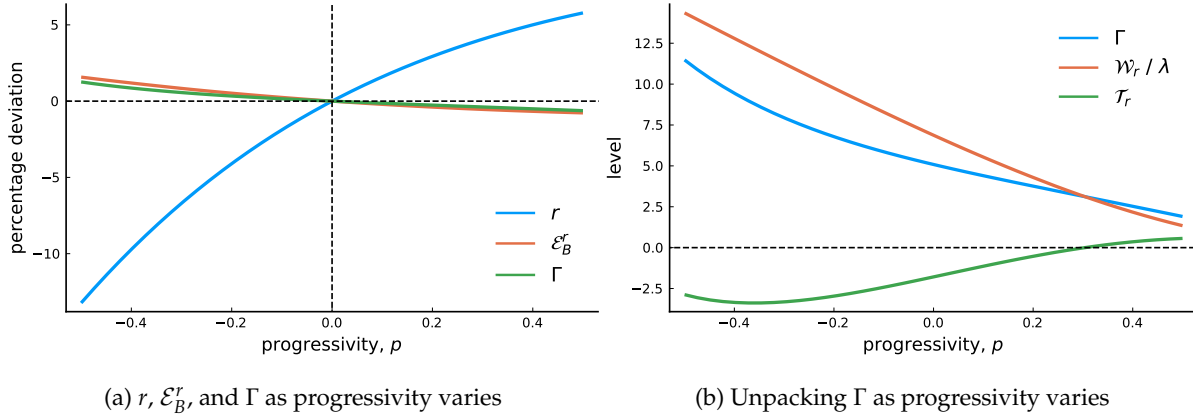 percentage deviation
5
0
−5
−10
−0.4 −0.2 0.0 0.2 0.4
progressivity, p
r
ℰ_B^r
Γ
(a) r, ℰ_B^r, and Γ as progressivity varies
level
12.5
10.0
7.5
5.0
2.5
0.0
−2.5
−0.4 −0.2 0.0 0.2 0.4
progressivity, p
Γ
𝒲_r / λ
𝒯_r
(b) Unpacking Γ as progressivity varies